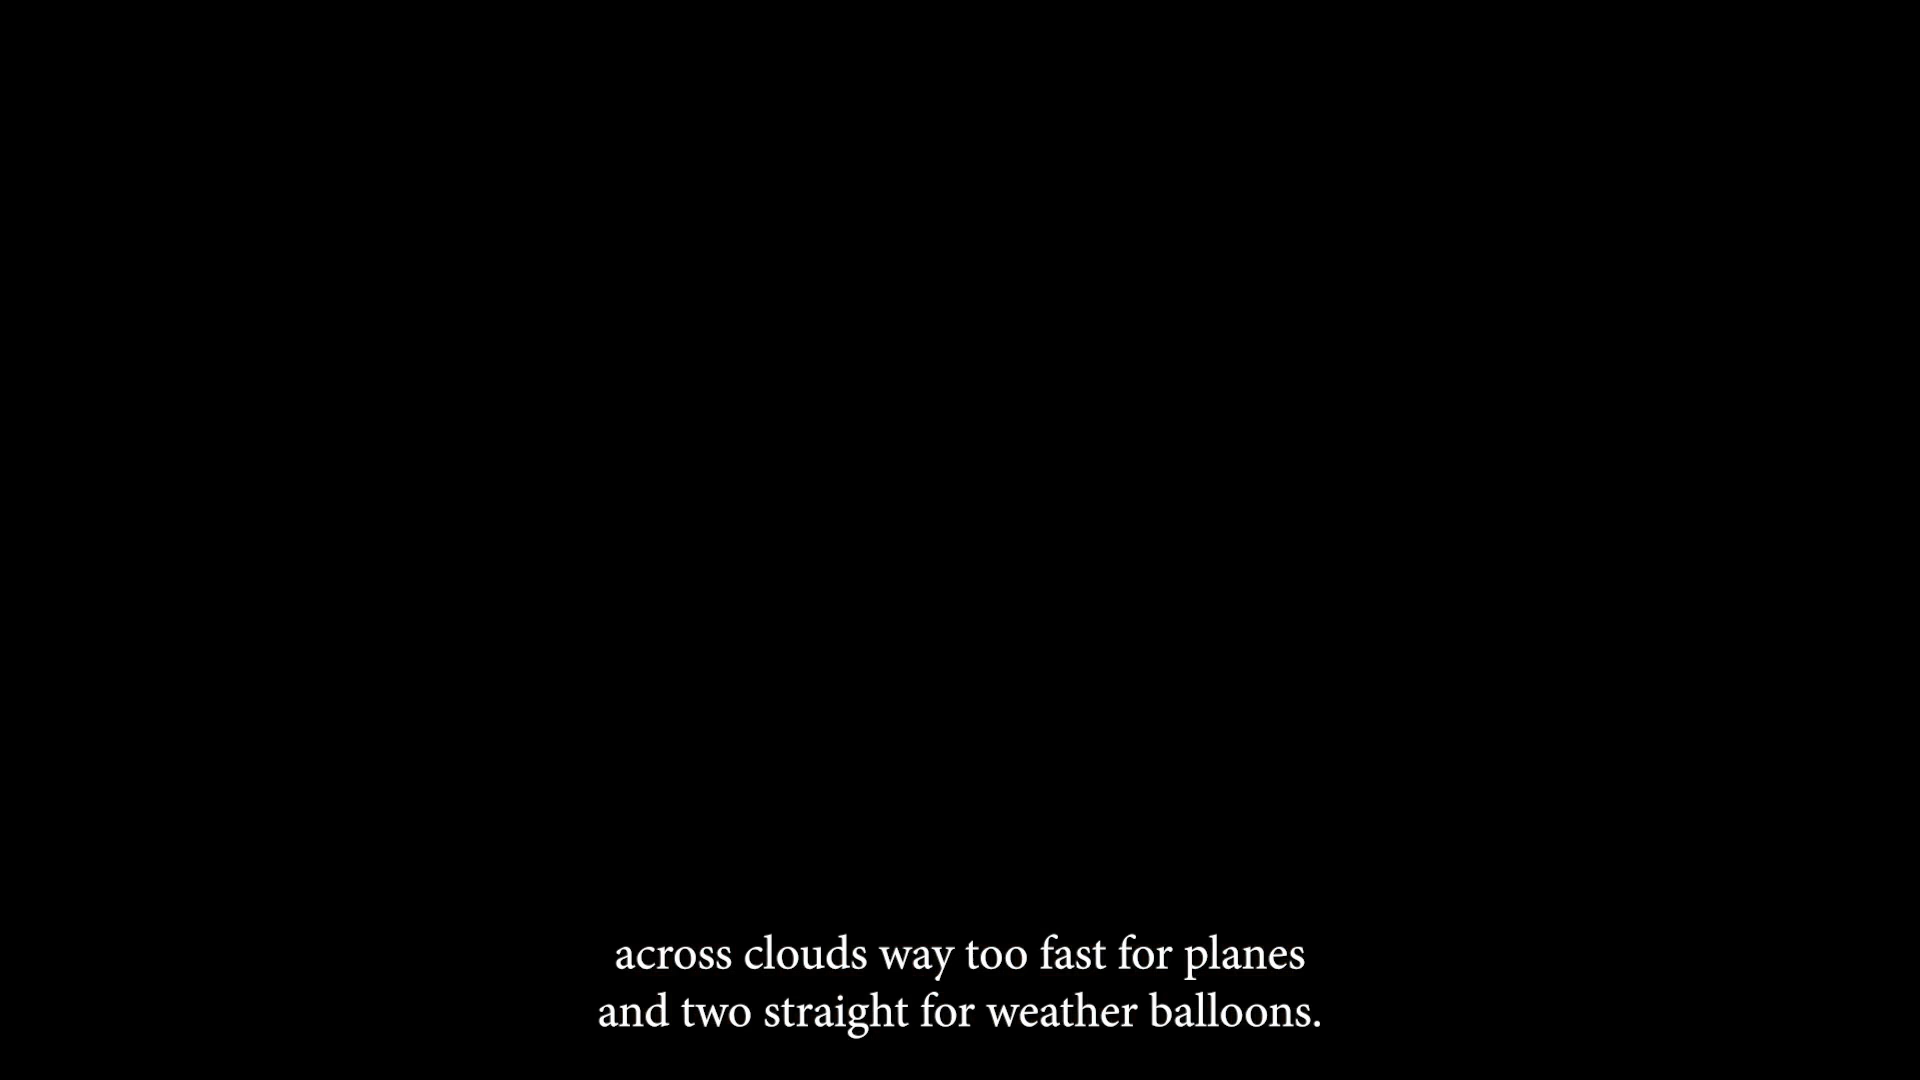 across clouds way too fast for planes
and two straight for weather balloons.